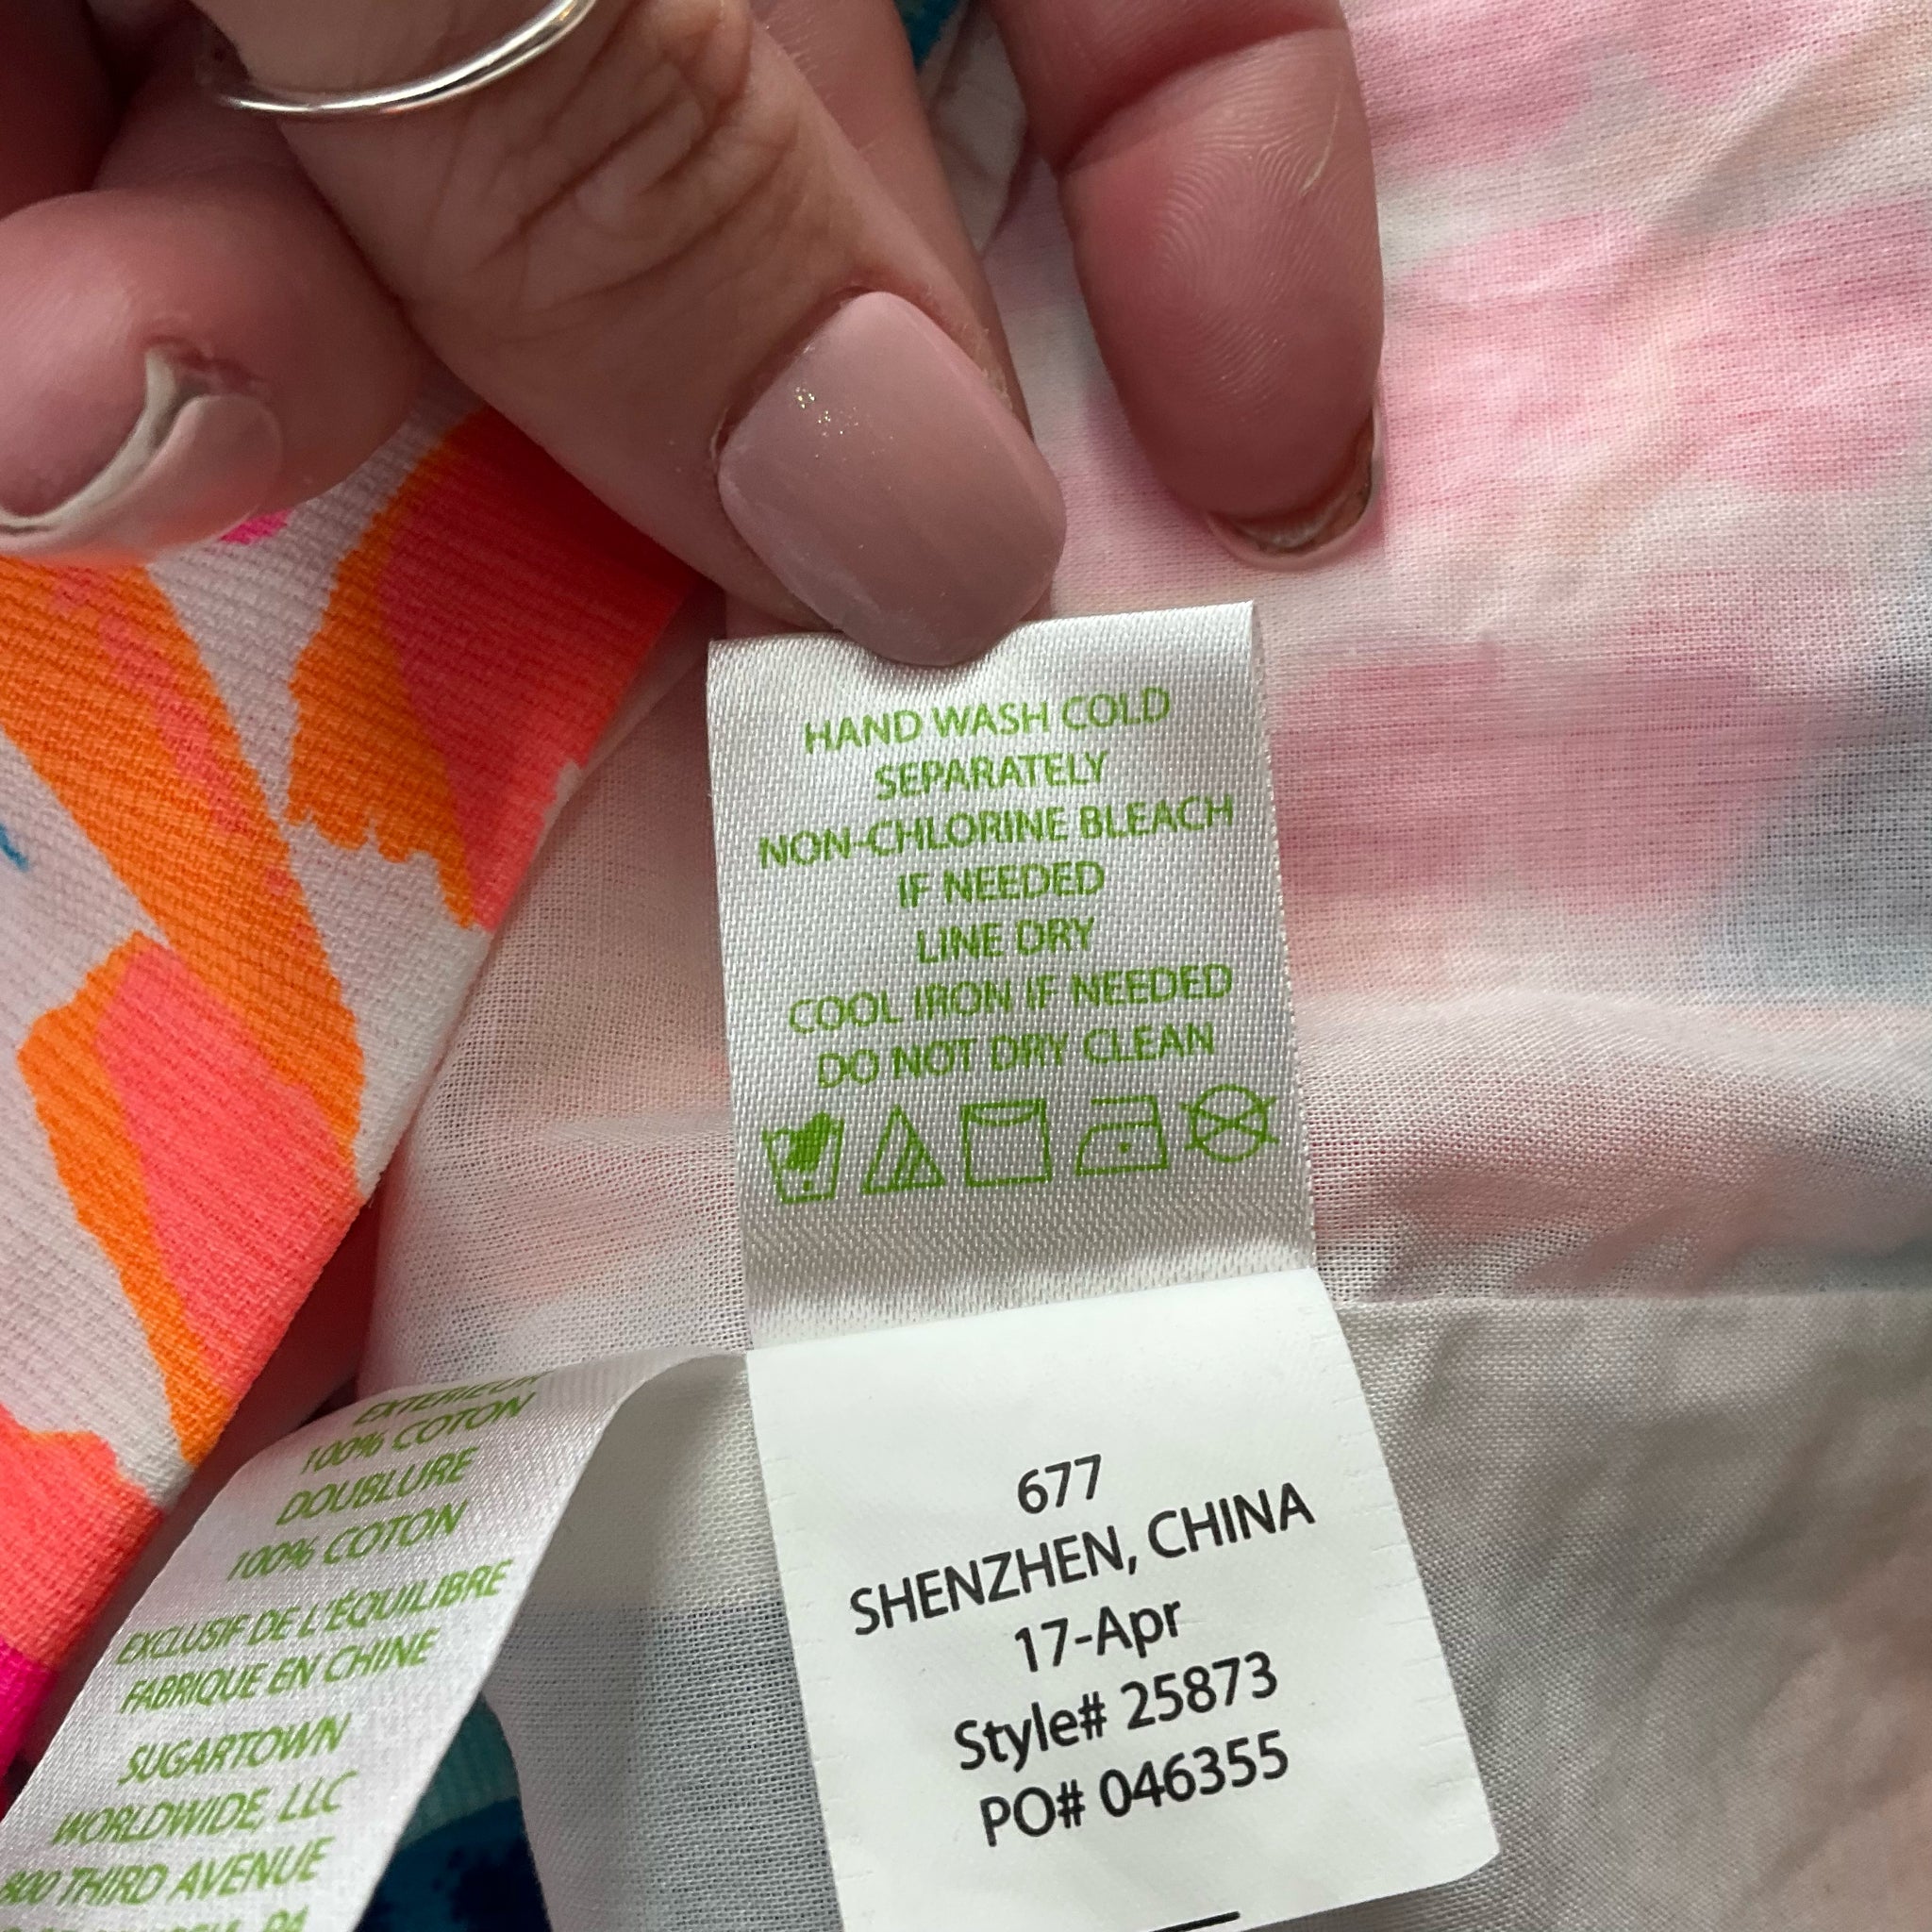 HAND WASH COLD
SEPARATELY
NON-CHLORINE BLEACH
IF NEEDED
LINE DRY
COOL IRON IF NEEDED
DO NOT DRY CLEAN
EXTERIEUR
100% COTON
DOUBLURE
100% COTON
EXCLUSIF DE L'ÉQUILIBRE
FABRIQUE EN CHINE
SUGARTOWN
WORLDWIDE, LLC
800 THIRD AVENUE
PA
677
SHENZHEN, CHINA
17-Apr
Style# 25873
PO# 046355